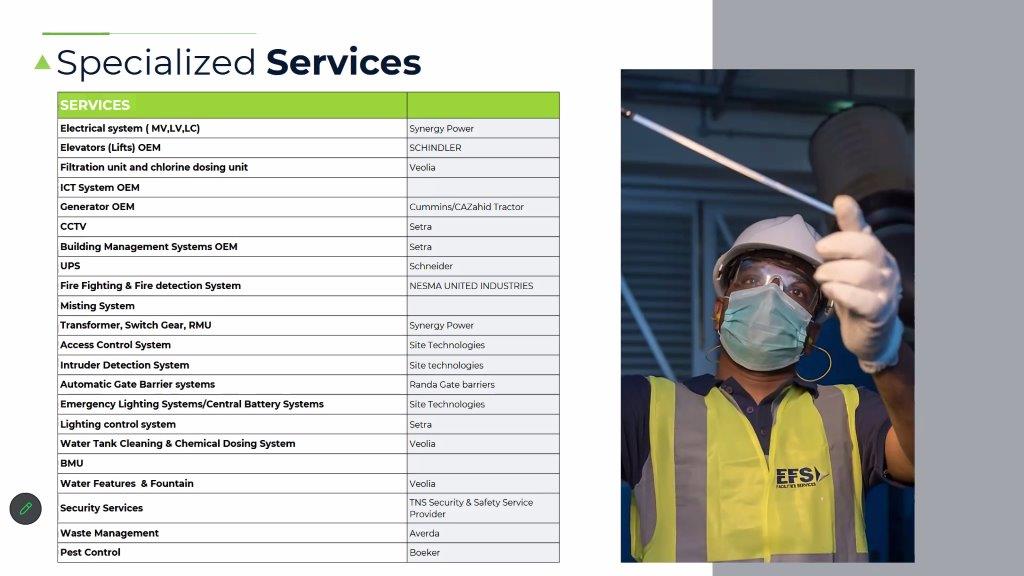 Specialized Services
SERVICES
Electrical system ( MV,LV,LC) Synergy Power
Elevators (Lifts) OEM SCHINDLER
Filtration unit and chlorine dosing unit Veolia
ICT System OEM
Generator OEM Cummins/CAZahid Tractor
CCTV Setra
Building Management Systems OEM Setra
UPS Schneider
Fire Fighting & Fire detection System NESMA UNITED INDUSTRIES
Misting System
Transformer, Switch Gear, RMU Synergy Power
Access Control System Site Technologies
Intruder Detection System Site technologies
Automatic Gate Barrier systems Randa Gate barriers
Emergency Lighting Systems/Central Battery Systems Site Technologies
Lighting control system Setra
Water Tank Cleaning & Chemical Dosing System Veolia
BMU
Water Features & Fountain Veolia
Security Services TNS Security & Safety Service
Provider
Waste Management Averda
Pest Control Boeker
EFS
FACILITIES SERVICES